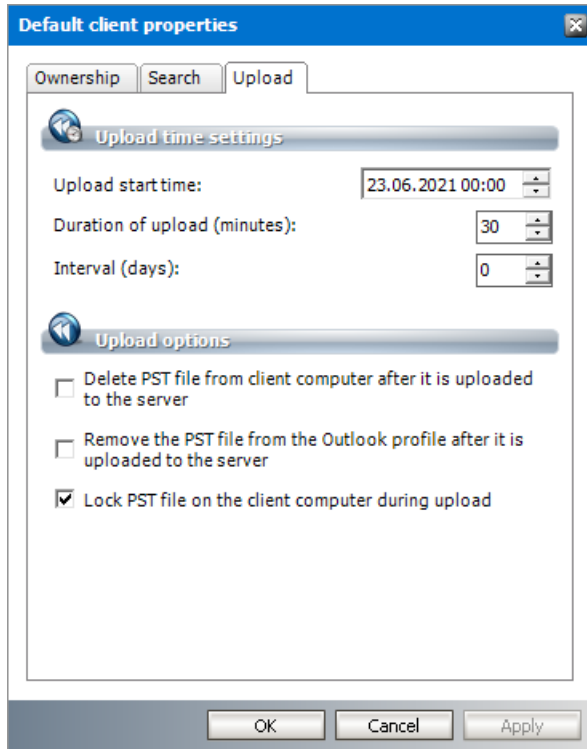 Default client properties
Ownership Search Upload
Upload time settings
Upload start time: 23.06.2021 00:00
Duration of upload (minutes): 30
Interval (days): 0
Upload options
Delete PST file from client computer after it is uploaded
to the server
Remove the PST file from the Outlook profile after it is
uploaded to the server
Lock PST file on the client computer during upload
OK Cancel Apply